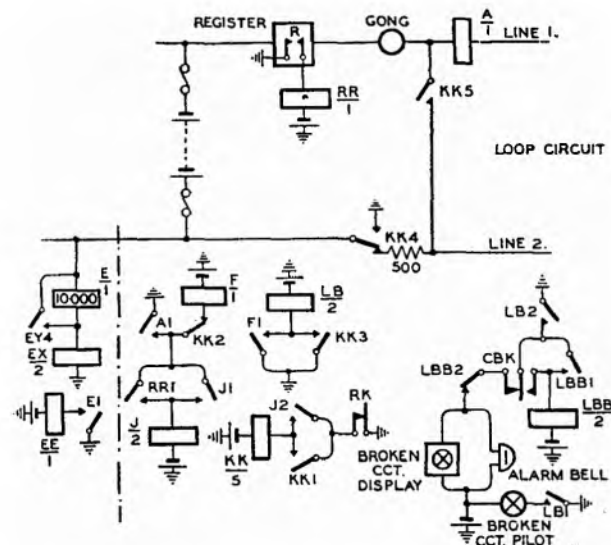 REGISTER
GONG
A
1
LINE 1.
R
RR
1
KK5
LOOP CIRCUIT
KK4
500
LINE 2.
E
1
10·000
EY4
EX
2
E1
EE
1
F
1
A1
KK2
RR1
J1
J
2
LB
2
F1
KK3
J2
RK
KK
5
KK1
LB2
LBB2
CBK
LBB1
LBB
2
BROKEN
CCT.
DISPLAY
ALARM BELL
LB1
BROKEN
CCT. PILOT